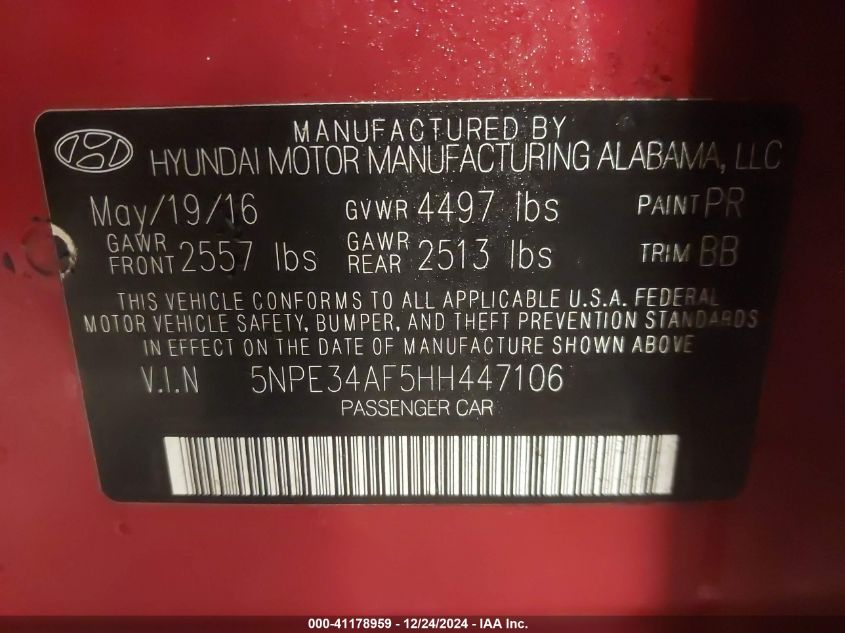 MANUFACTURED BY
HYUNDAI MOTOR MANUFACTURING ALABAMA, LLC
May/19/16 GVWR 4497 lbs PAINT PR
GAWR FRONT 2557 lbs GAWR REAR 2513 lbs TRIM BB
THIS VEHICLE CONFORMS TO ALL APPLICABLE U.S.A. FEDERAL
MOTOR VEHICLE SAFETY, BUMPER, AND THEFT PREVENTION STANDARDS
IN EFFECT ON THE DATE OF MANUFACTURE SHOWN ABOVE
V.I.N 5NPE34AF5HH447106
PASSENGER CAR
000-41178959 - 12/24/2024 - IAA Inc.